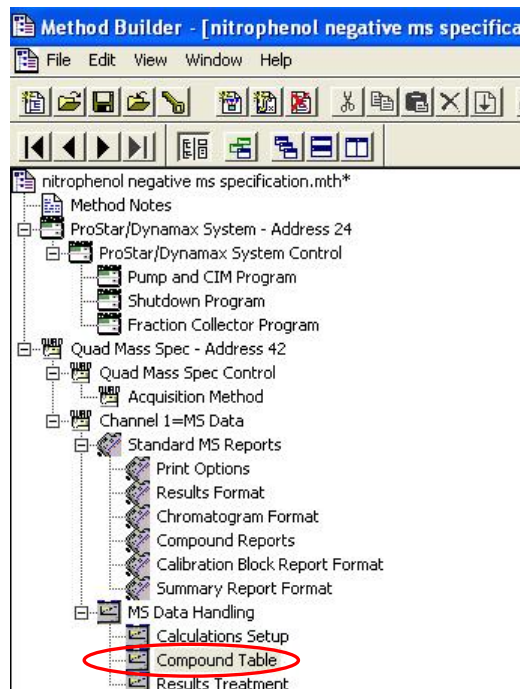 Method Builder - [nitrophenol negative ms specifica
File Edit View Window Help
nitrophenol negative ms specification.mth*
Method Notes
ProStar/Dynamax System - Address 24
ProStar/Dynamax System Control
Pump and CIM Program
Shutdown Program
Fraction Collector Program
Quad Mass Spec - Address 42
Quad Mass Spec Control
Acquisition Method
Channel 1=MS Data
Standard MS Reports
Print Options
Results Format
Chromatogram Format
Compound Reports
Calibration Block Report Format
Summary Report Format
MS Data Handling
Calculations Setup
Compound Table
Results Treatment